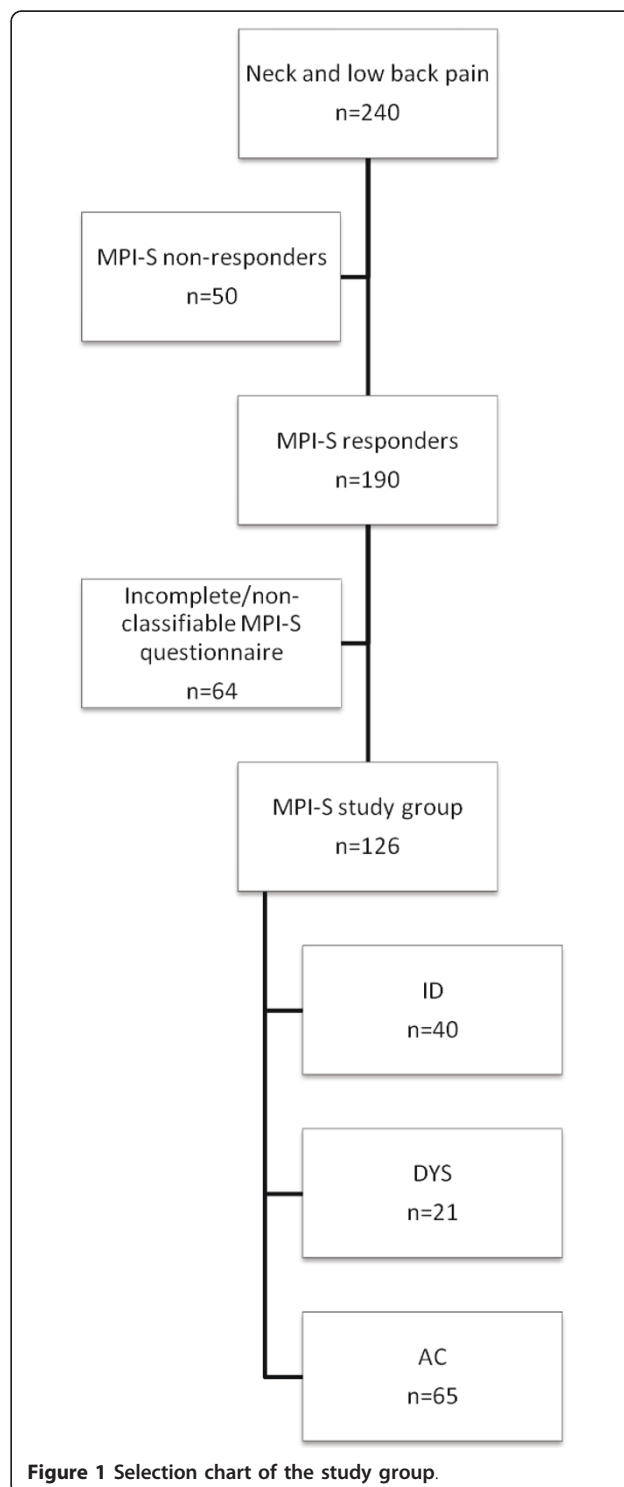 Neck and low back pain
n=240
MPI-S non-responders
n=50
MPI-S responders
n=190
Incomplete/non-
classifiable MPI-S
questionnaire
n=64
MPI-S study group
n=126
ID
n=40
DYS
n=21
AC
n=65
Figure 1 Selection chart of the study group.